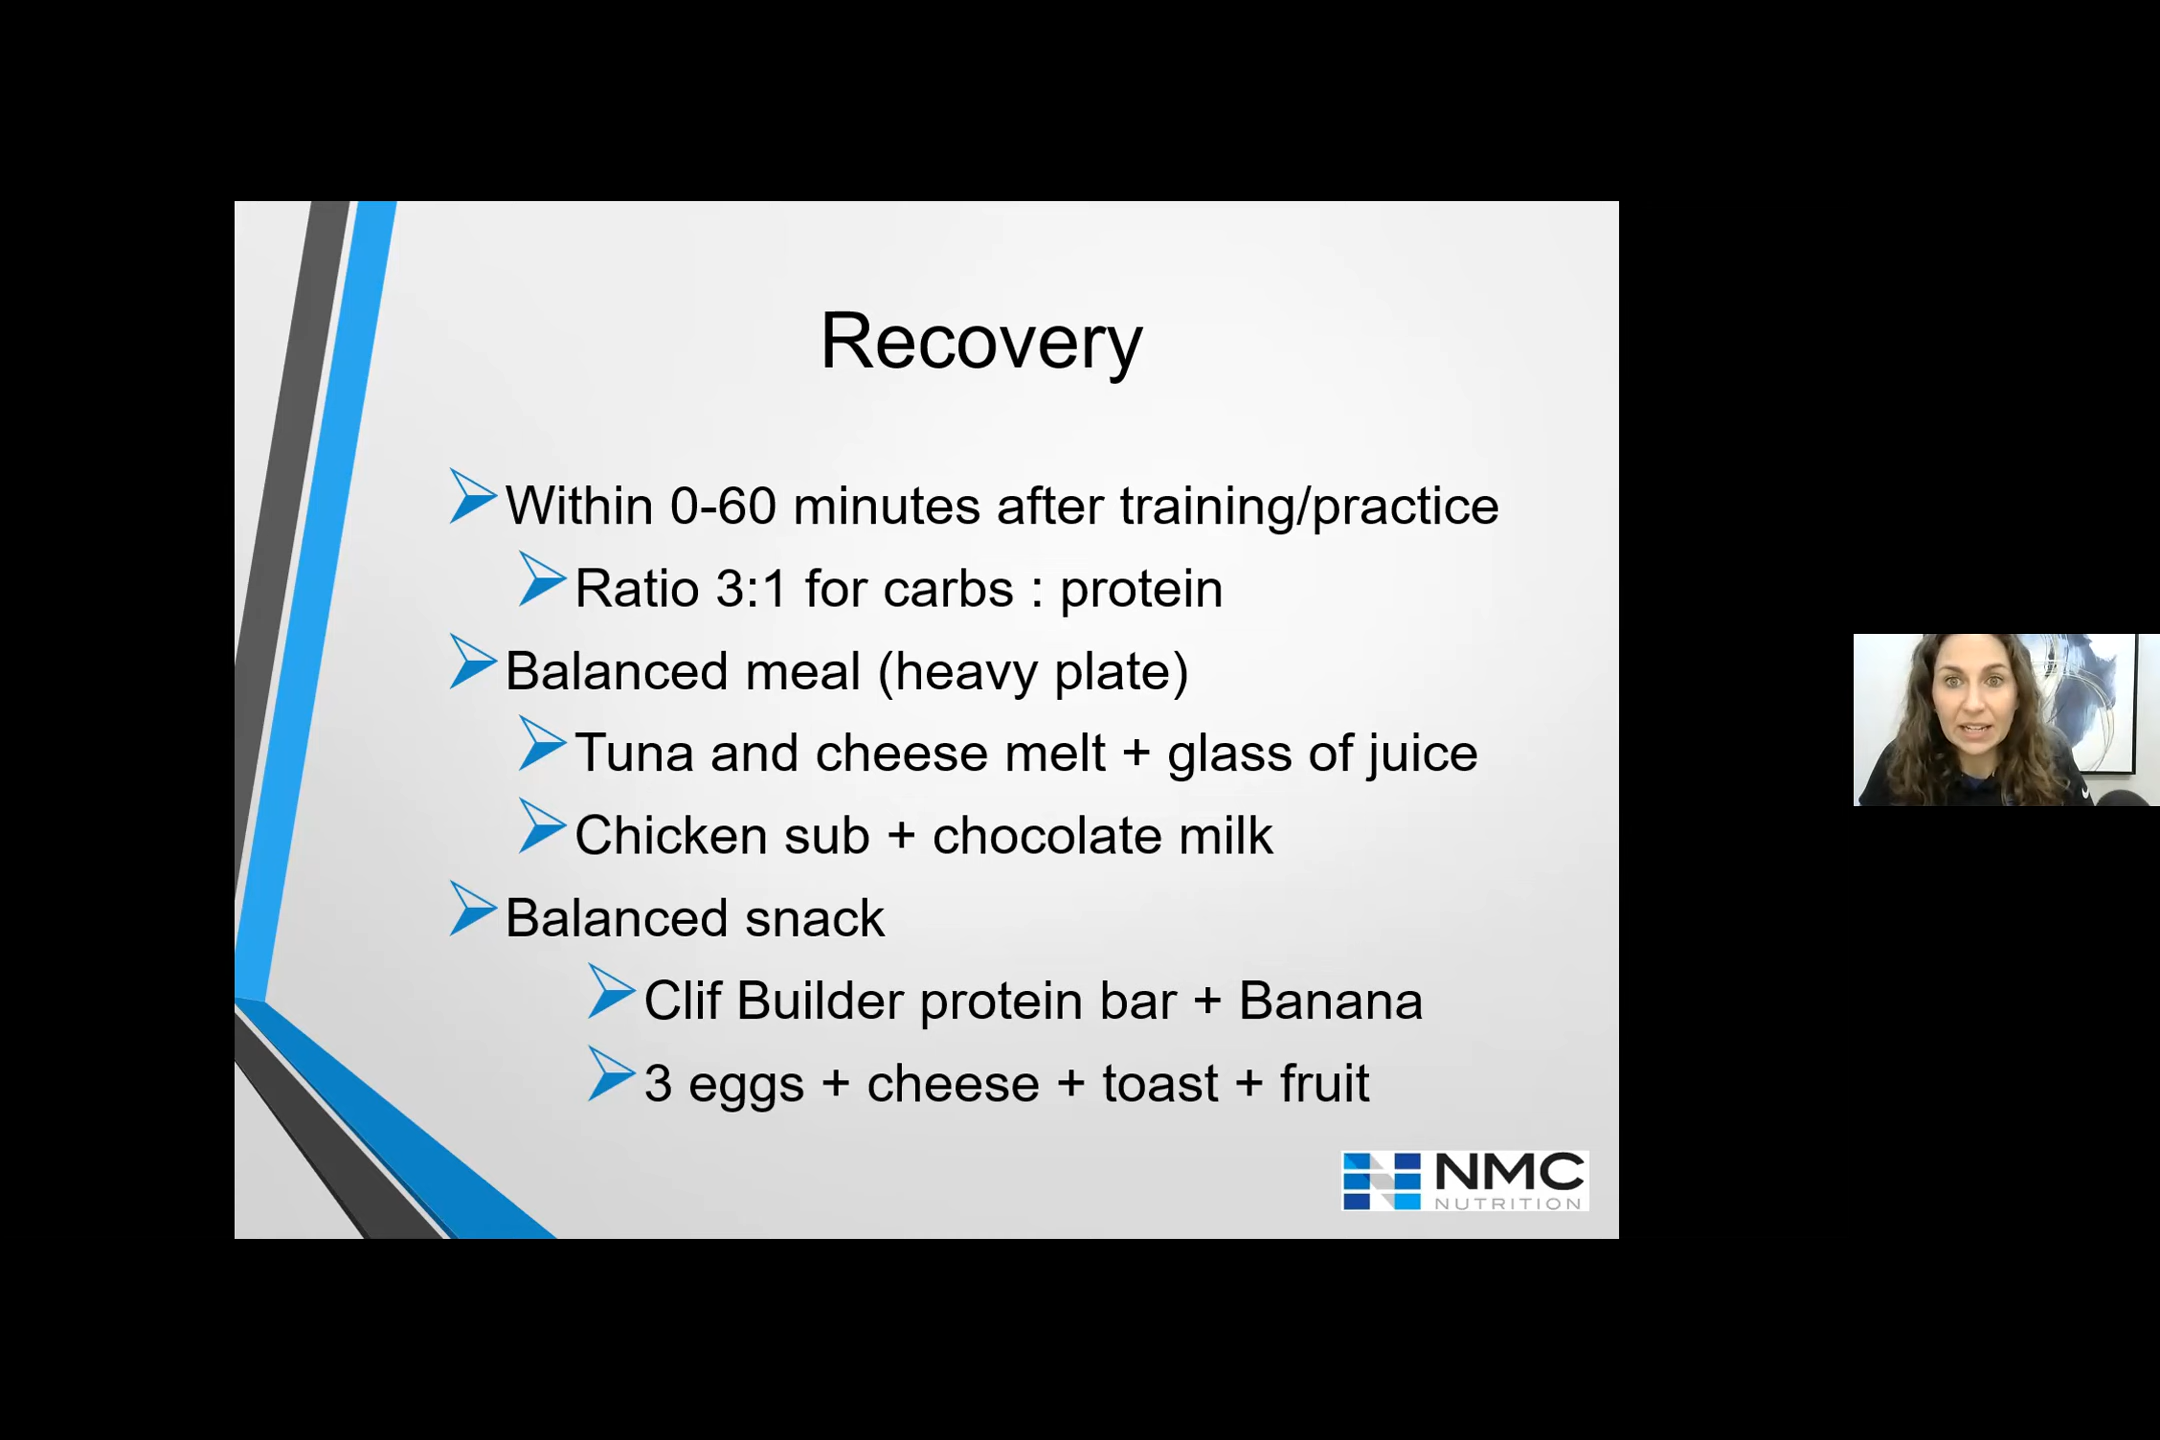 Recovery
Within 0-60 minutes after training/practice
Ratio 3:1 for carbs : protein
Balanced meal (heavy plate)
Tuna and cheese melt + glass of juice
Chicken sub + chocolate milk
Balanced snack
Clif Builder protein bar + Banana
3 eggs + cheese + toast + fruit
NMC
NUTRITION